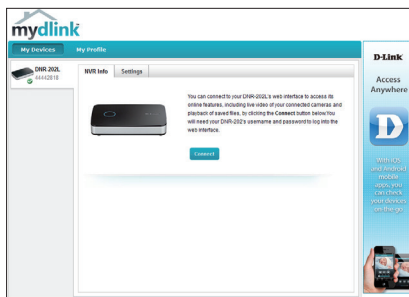 mydlink
My Devices My Profile
DNR-202L
44442818
NVR Info Settings
You can connect to your DNR-202L's web interface to access its
online features, including live video of your connected cameras and
playback of saved files, by clicking the Connect button below.You
will need your DNR-202's username and password to log into the
web interface.
Connect
D-Link
Access
Anywhere
D
With iOS
and Android
mobile
apps, you
can check
your devices
on the go